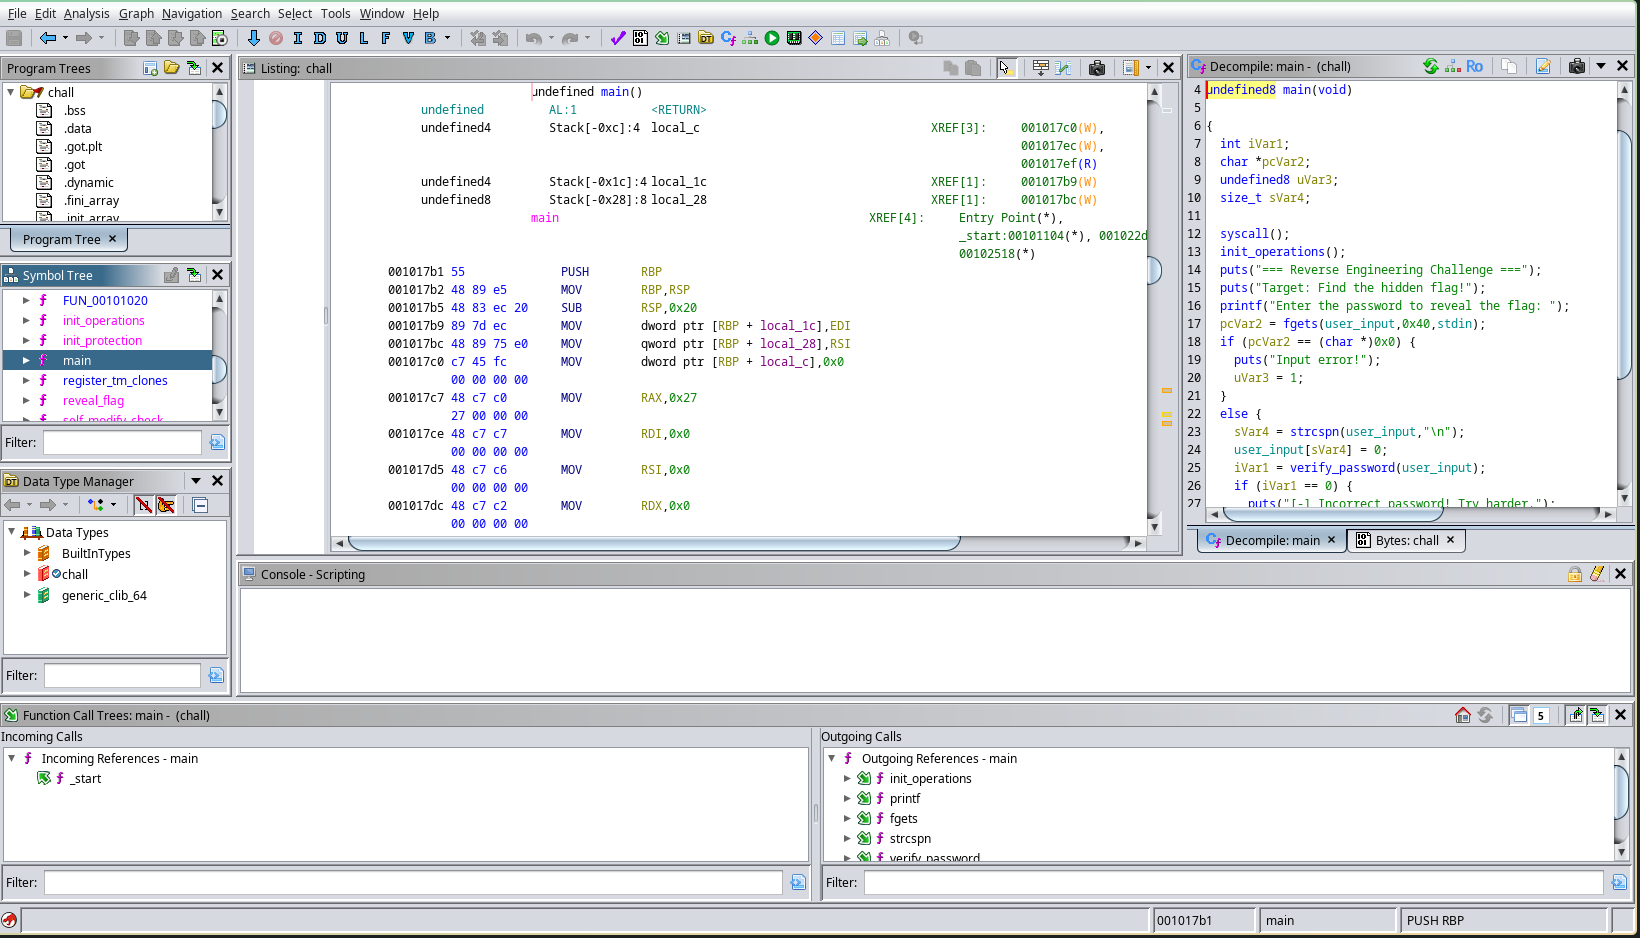 File Edit Analysis Graph Navigation Search Select Tools Window Help
I D U L F V B
Program Trees
chall
.bss
.data
.got.plt
.got
.dynamic
.fini_array
.init_array
Program Tree
Symbol Tree
FUN_00101020
init_operations
init_protection
main
register_tm_clones
reveal_flag
self_modify_check
Filter:
Data Type Manager
Data Types
BuiltInTypes
chall
generic_clib_64
Filter:
Listing: chall
undefined main()
undefined AL:1 <RETURN>
undefined4 Stack[-0xc]:4 local_c XREF[3]: 001017c0(W),
001017ec(W),
001017ef(R)
undefined4 Stack[-0x1c]:4 local_1c XREF[1]: 001017b9(W)
undefined8 Stack[-0x28]:8 local_28 XREF[1]: 001017bc(W)
main XREF[4]: Entry Point(*),
_start:00101104(*), 001022d
00102518(*)
001017b1 55 PUSH RBP
001017b2 48 89 e5 MOV RBP,RSP
001017b5 48 83 ec 20 SUB RSP,0x20
001017b9 89 7d ec MOV dword ptr [RBP + local_1c],EDI
001017bc 48 89 75 e0 MOV qword ptr [RBP + local_28],RSI
001017c0 c7 45 fc MOV dword ptr [RBP + local_c],0x0
00 00 00 00
001017c7 48 c7 c0 MOV RAX,0x27
27 00 00 00
001017ce 48 c7 c7 MOV RDI,0x0
00 00 00 00
001017d5 48 c7 c6 MOV RSI,0x0
00 00 00 00
001017dc 48 c7 c2 MOV RDX,0x0
00 00 00 00
Decompile: main - (chall)
Ro
4 undefined8 main(void)
5
6 {
7 int iVar1;
8 char *pcVar2;
9 undefined8 uVar3;
10 size_t sVar4;
11
12 syscall();
13 init_operations();
14 puts("=== Reverse Engineering Challenge ===");
15 puts("Target: Find the hidden flag!");
16 printf("Enter the password to reveal the flag: ");
17 pcVar2 = fgets(user_input,0x40,stdin);
18 if (pcVar2 == (char *)0x0) {
19 puts("Input error!");
20 uVar3 = 1;
21 }
22 else {
23 sVar4 = strcspn(user_input,"\n");
24 user_input[sVar4] = 0;
25 iVar1 = verify_password(user_input);
26 if (iVar1 == 0) {
27 puts("[-] Incorrect password! Try harder.");
Decompile: main
Bytes: chall
Console - Scripting
Function Call Trees: main - (chall)
5
Incoming Calls
Incoming References - main
_start
Filter:
Outgoing Calls
Outgoing References - main
init_operations
printf
fgets
strcspn
verify_password
Filter:
001017b1 main PUSH RBP